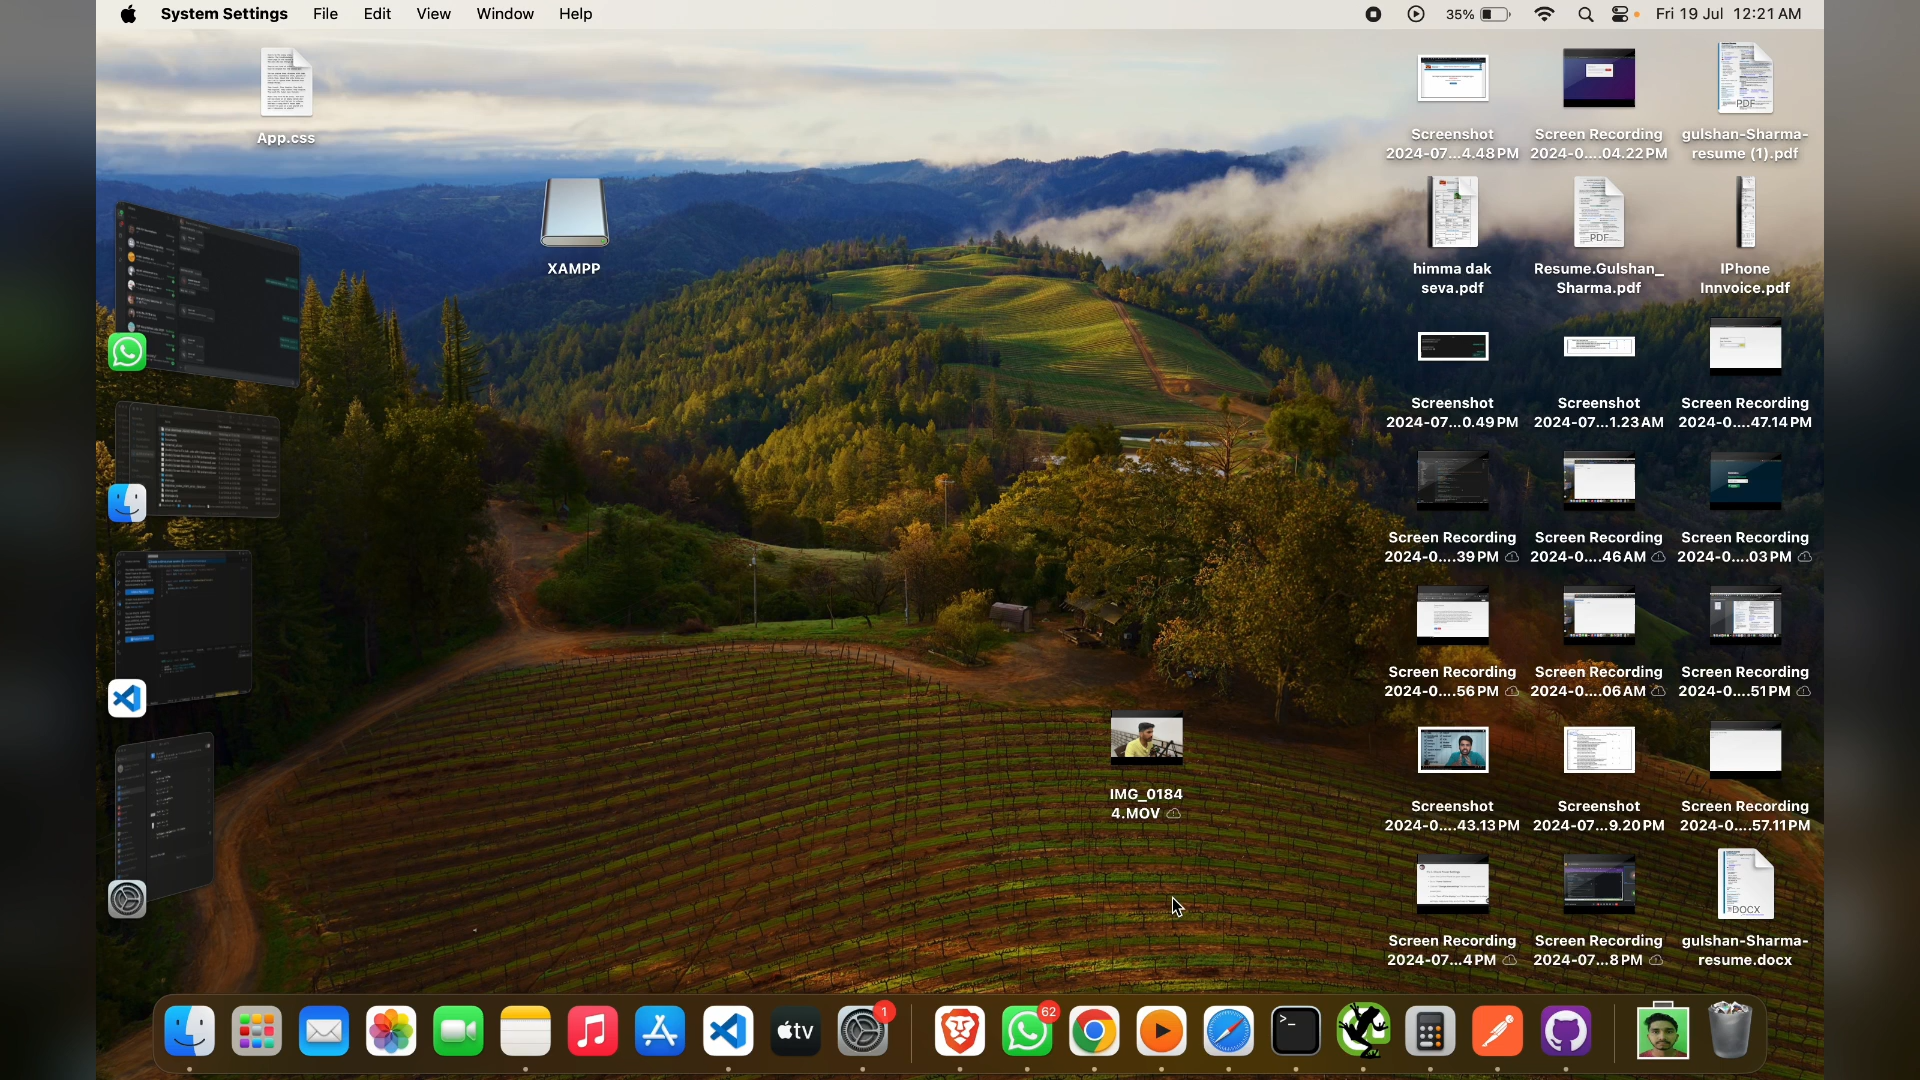 System Settings File Edit View Window Help 35% Fri 19 Jul 12:21 AM
App.css
XAMPP
Screenshot
2024-07...4.48 PM
Screen Recording
2024-0....04.22 PM
gulshan-Sharma-
resume (1).pdf
PDF
himma dak
seva.pdf
Resume.Gulshan_
Sharma.pdf
PDF
IPhone
Innvoice.pdf
Screenshot
2024-07...0.49 PM
Screenshot
2024-07...1.23 AM
Screen Recording
2024-0....47.14 PM
Screen Recording
2024-0....39 PM
Screen Recording
2024-0....46 AM
Screen Recording
2024-0....03 PM
Screen Recording
2024-0....56 PM
Screen Recording
2024-0....06 AM
Screen Recording
2024-0....51 PM
IMG_0184
4.MOV
Screenshot
2024-0....43.13 PM
Screenshot
2024-07...9.20 PM
Screen Recording
2024-0....57.11 PM
Screen Recording
2024-07...4 PM
Screen Recording
2024-07...8 PM
DOCX
gulshan-Sharma-
resume.docx
tv
1
62
>_